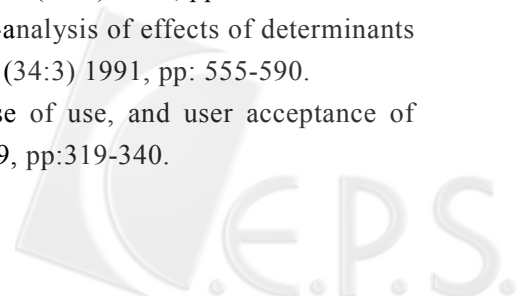 -analysis of effects of determinants
(34:3) 1991, pp: 555-590.
se of use, and user acceptance of
9, pp:319-340.
C.E.P.S.